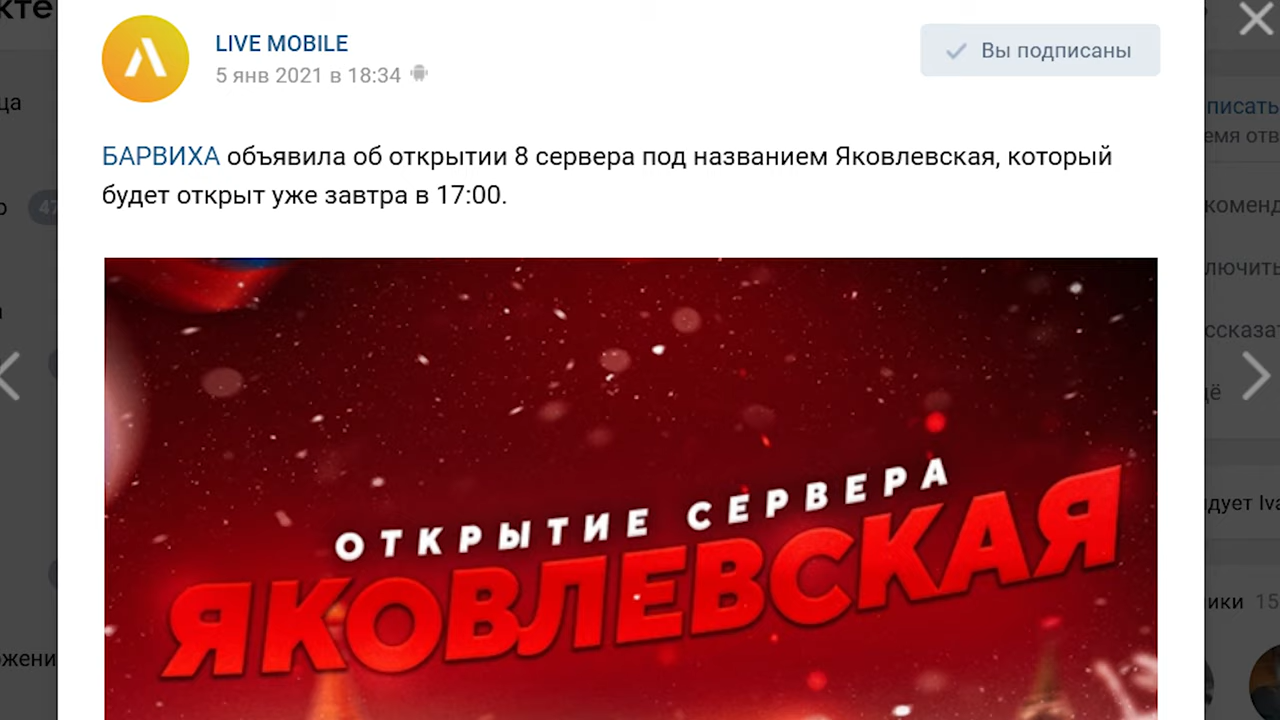 LIVE MOBILE
5 янв 2021 в 18:34
Вы подписаны
БАРВИХА объявила об открытии 8 сервера под названием Яковлевская, который
будет открыт уже завтра в 17:00.
ОТКРЫТИЕ СЕРВЕРА
ЯКОВЛЕВСКАЯ